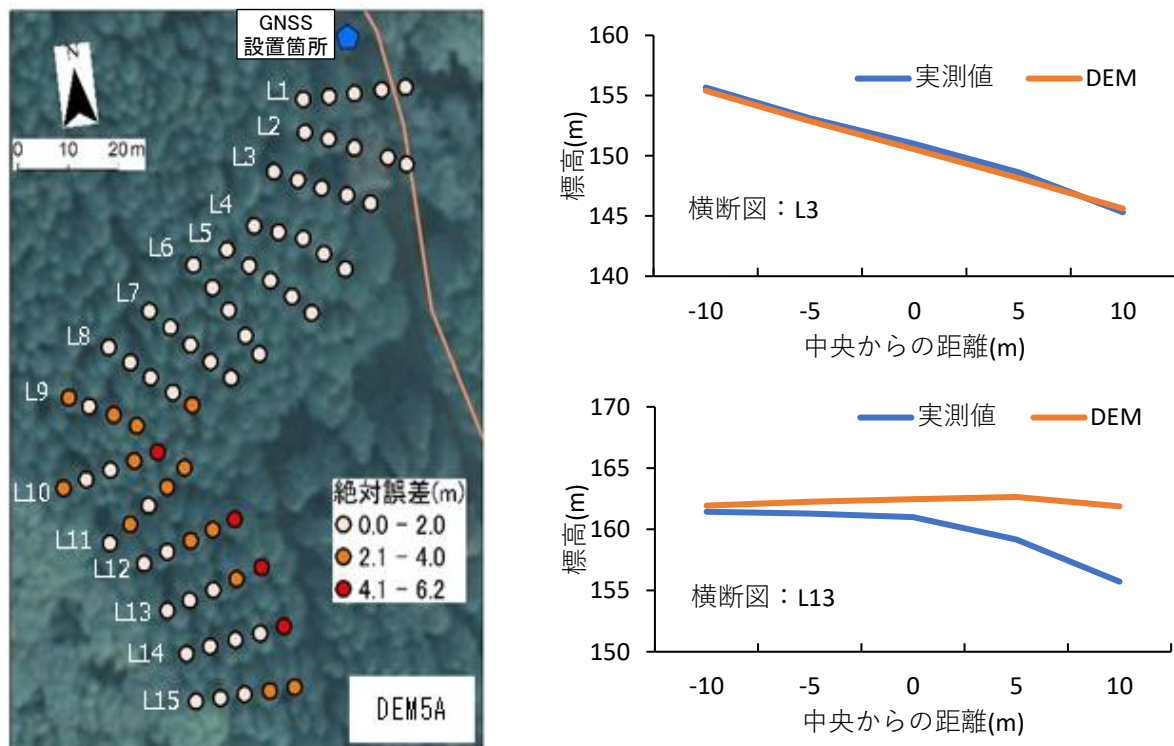 GNSS
設置箇所
N
0 10 20 m
L1
L2
L3
L4
L5
L6
L7
L8
L9
L10
L11
L12
L13
L14
L15
絶対誤差(m)
0.0 - 2.0
2.1 - 4.0
4.1 - 6.2
DEM5A
160
155
150
145
140
標高(m)
実測値
DEM
横断図：L3
-10 -5 0 5 10
中央からの距離(m)
170
165
160
155
150
標高(m)
実測値
DEM
横断図：L13
-10 -5 0 5 10
中央からの距離(m)